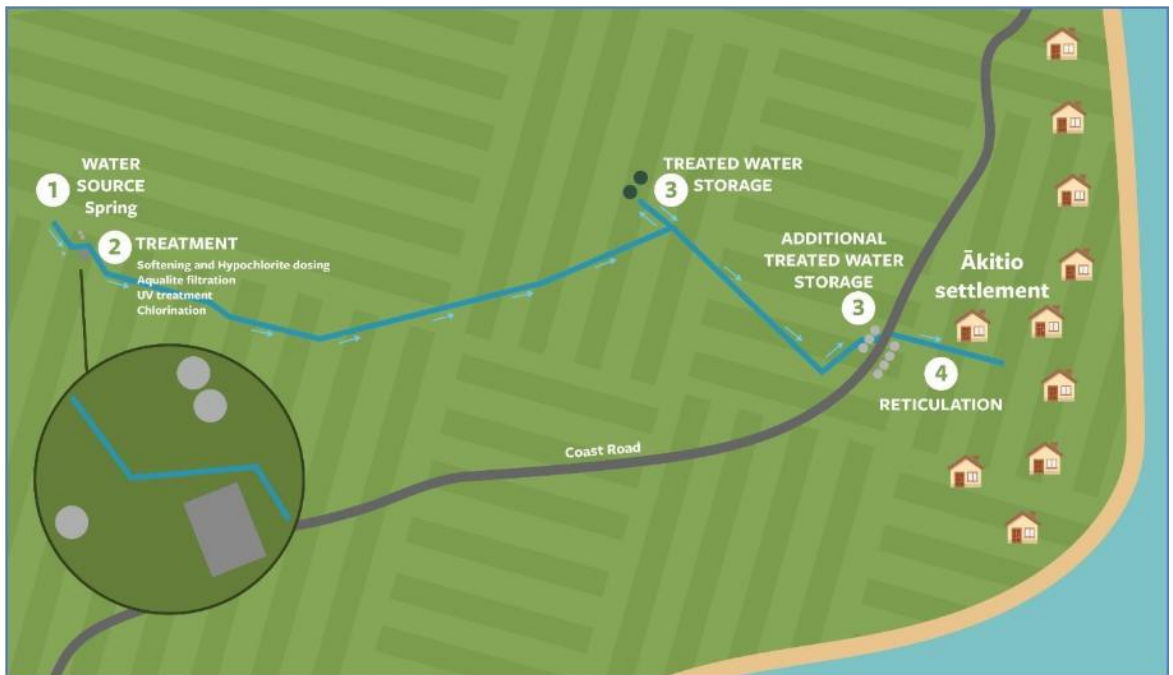 1
WATER
SOURCE
Spring
2
TREATMENT
Softening and Hypochlorite dosing
Aqualite filtration
UV treatment
Chlorination
3
TREATED WATER
STORAGE
ADDITIONAL
TREATED WATER
STORAGE
3
Ākitio
settlement
4
RETICULATION
Coast Road